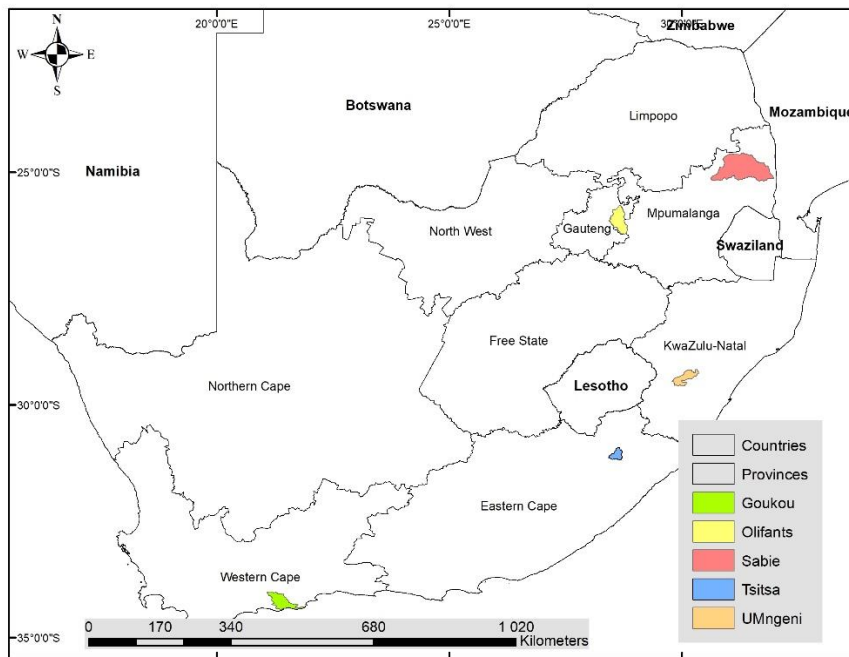 20°0'0"E 25°0'0"E 30°0'0"E
N
W E
S
Zimbabwe
Botswana
Mozambique
Limpopo
Namibia
25°0'0"S
North West
Gauteng
Mpumalanga
Swaziland
Free State
KwaZulu-Natal
Northern Cape
Lesotho
30°0'0"S
Eastern Cape
Western Cape
35°0'0"S
Countries
Provinces
Goukou
Olifants
Sabie
Tsitsa
UMngeni
0 170 340 680 1 020
Kilometers